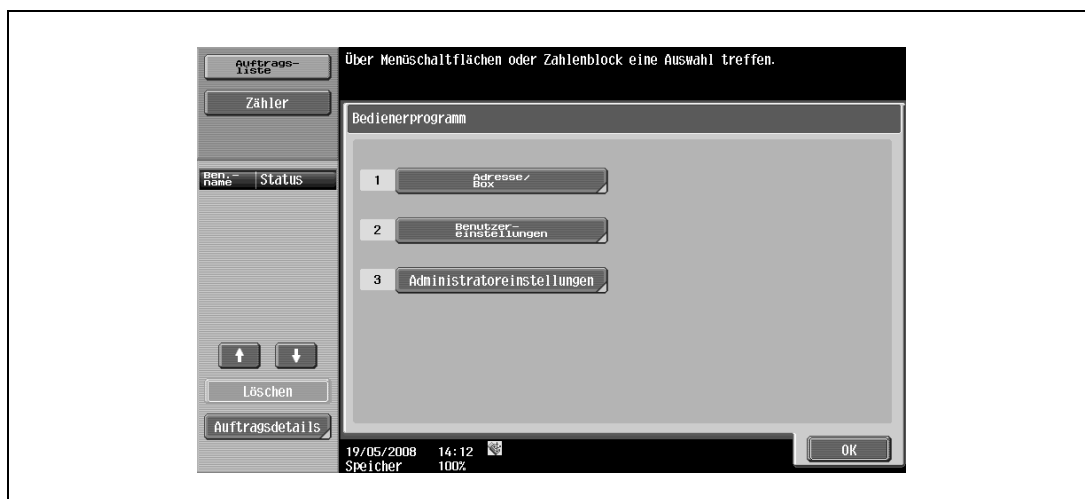 Auftrags-
liste
Zähler
Ben.-
name
Status
Löschen
Auftragsdetails
Über Menüschaltflächen oder Zahlenblock eine Auswahl treffen.
Bedienerprogramm
1 Adresse/
Box
2 Benutzer-
einstellungen
3 Administratoreinstellungen
19/05/2008 14:12
Speicher 100%
OK